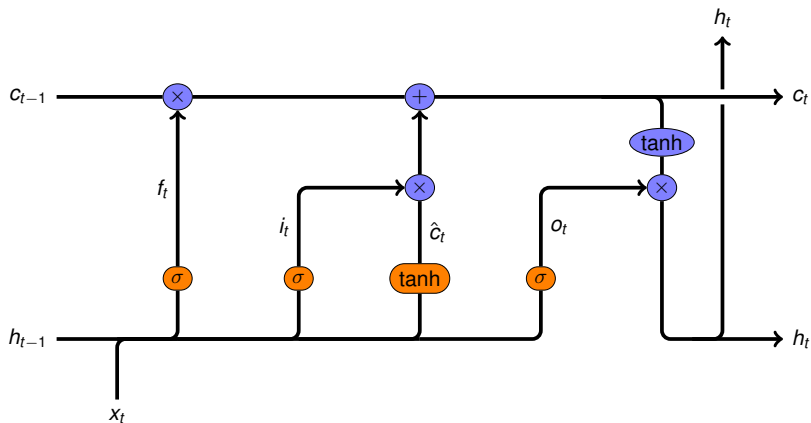 h_t
c_{t−1} × + c_t
tanh
f_t i_t × ĉ_t o_t ×
σ σ tanh σ
h_{t−1} h_t
x_t